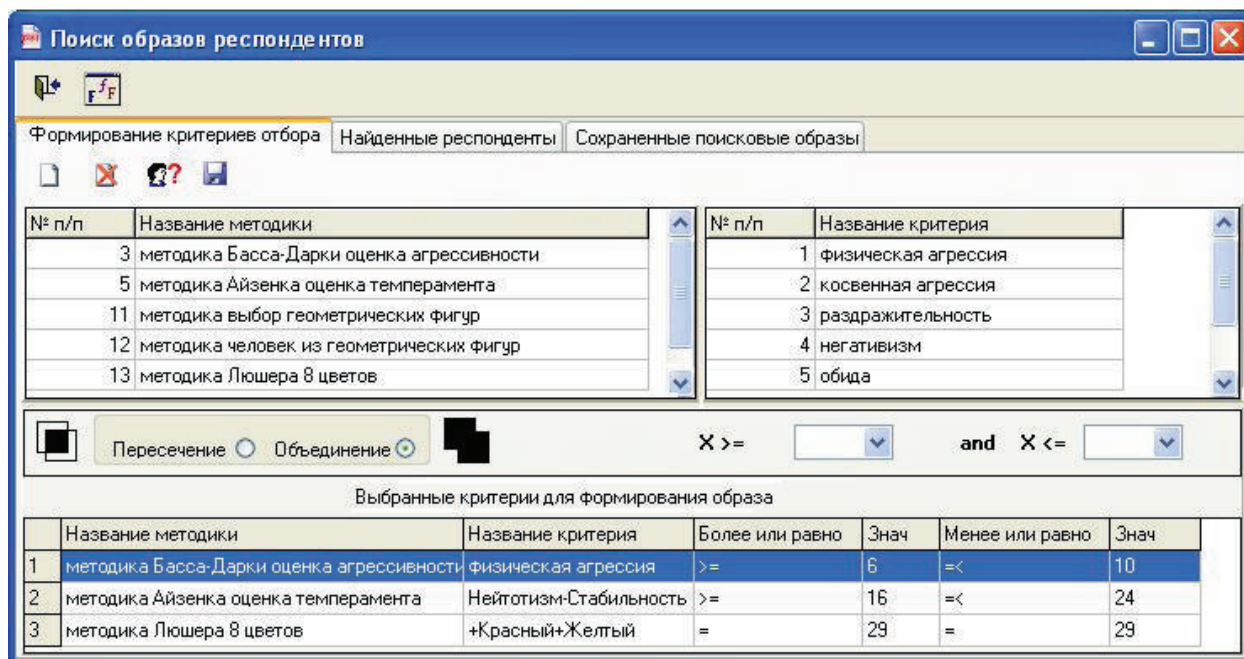 Поиск образов респондентов
F f F
Формирование критериев отбора Найденные респонденты Сохраненные поисковые образы
№ п/п Название методики № п/п Название критерия
3 методика Басса-Дарки оценка агрессивности 1 физическая агрессия
5 методика Айзенка оценка темперамента 2 косвенная агрессия
11 методика выбор геометрических фигур 3 раздражительность
12 методика человек из геометрических фигур 4 негативизм
13 методика Люшера 8 цветов 5 обида
Пересечение Объединение X >= and X <=
Выбранные критерии для формирования образа
Название методики Название критерия Более или равно Знач Менее или равно Знач
1 методика Басса-Дарки оценка агрессивности физическая агрессия >= 6 =< 10
2 методика Айзенка оценка темперамента Нейтотизм-Стабильность >= 16 =< 24
3 методика Люшера 8 цветов +Красный+Желтый = 29 = 29